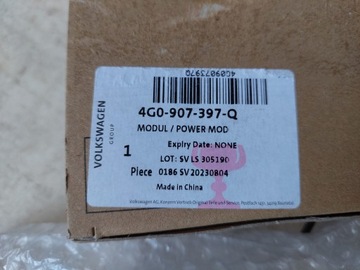 4G0907397Q
VOLKSWAGEN
GROUP
4G0-907-397-Q
MODUL / POWER MOD
Expiry Date: NONE
1
LOT: SV LS 305190
Piece 0186 SV 20230804
Made in China